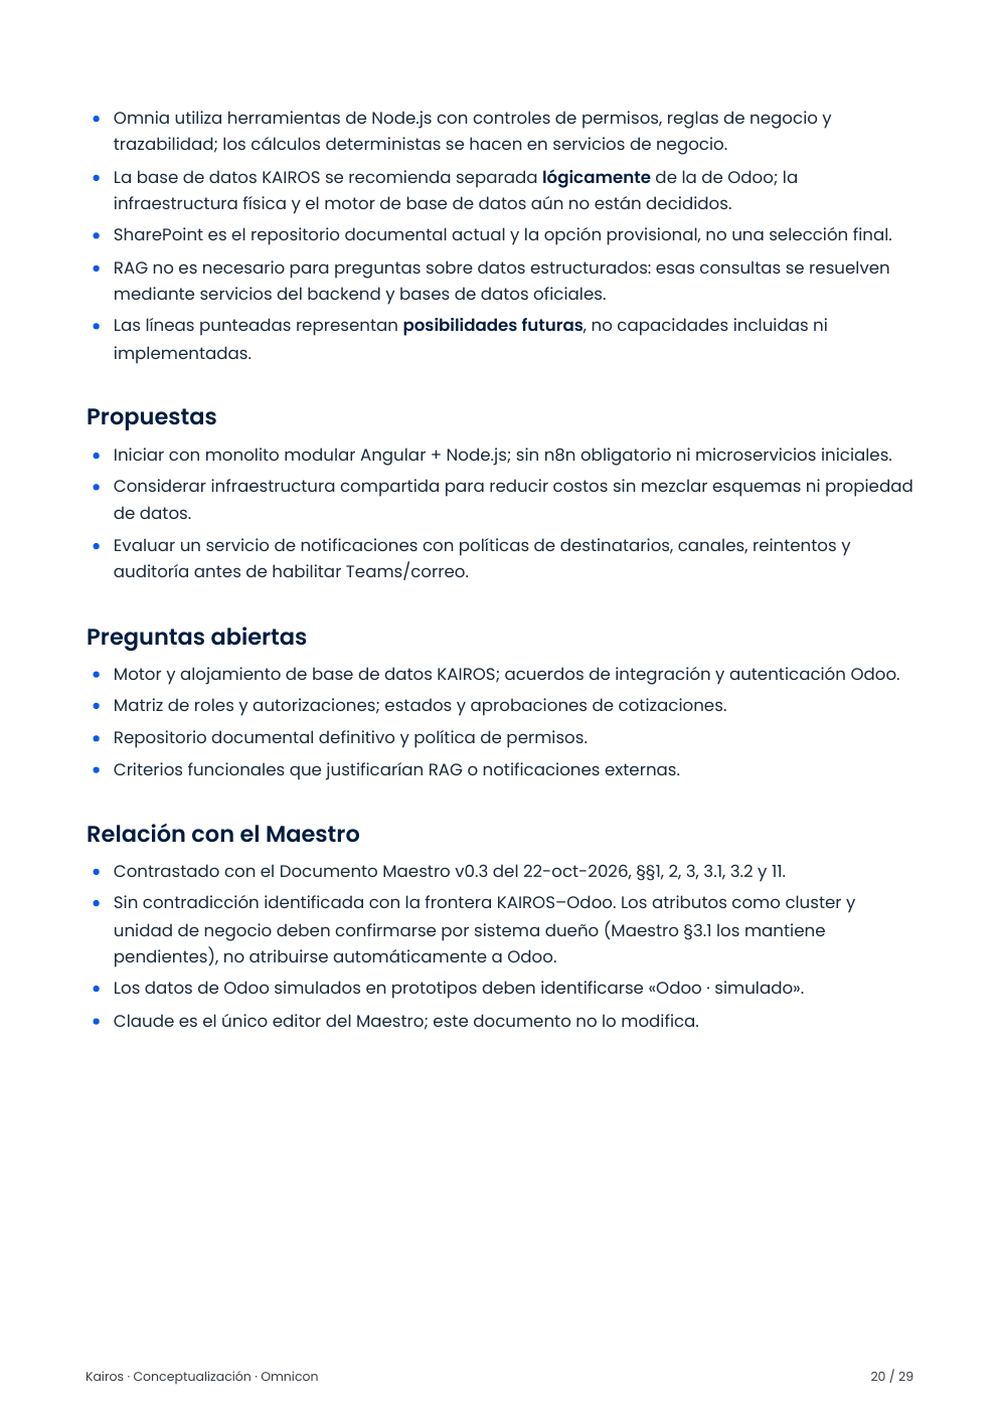 • Omnia utiliza herramientas de Node.js con controles de permisos, reglas de negocio y
trazabilidad; los cálculos deterministas se hacen en servicios de negocio.
• La base de datos KAIROS se recomienda separada lógicamente de la de Odoo; la
infraestructura física y el motor de base de datos aún no están decididos.
• SharePoint es el repositorio documental actual y la opción provisional, no una selección final.
• RAG no es necesario para preguntas sobre datos estructurados: esas consultas se resuelven
mediante servicios del backend y bases de datos oficiales.
• Las líneas punteadas representan posibilidades futuras, no capacidades incluidas ni
implementadas.
Propuestas
• Iniciar con monolito modular Angular + Node.js; sin n8n obligatorio ni microservicios iniciales.
• Considerar infraestructura compartida para reducir costos sin mezclar esquemas ni propiedad
de datos.
• Evaluar un servicio de notificaciones con políticas de destinatarios, canales, reintentos y
auditoría antes de habilitar Teams/correo.
Preguntas abiertas
• Motor y alojamiento de base de datos KAIROS; acuerdos de integración y autenticación Odoo.
• Matriz de roles y autorizaciones; estados y aprobaciones de cotizaciones.
• Repositorio documental definitivo y política de permisos.
• Criterios funcionales que justificarían RAG o notificaciones externas.
Relación con el Maestro
• Contrastado con el Documento Maestro v0.3 del 22-oct-2026, §§1, 2, 3, 3.1, 3.2 y 11.
• Sin contradicción identificada con la frontera KAIROS–Odoo. Los atributos como cluster y
unidad de negocio deben confirmarse por sistema dueño (Maestro §3.1 los mantiene
pendientes), no atribuirse automáticamente a Odoo.
• Los datos de Odoo simulados en prototipos deben identificarse «Odoo · simulado».
• Claude es el único editor del Maestro; este documento no lo modifica.
Kairos · Conceptualización · Omnicon
20 / 29